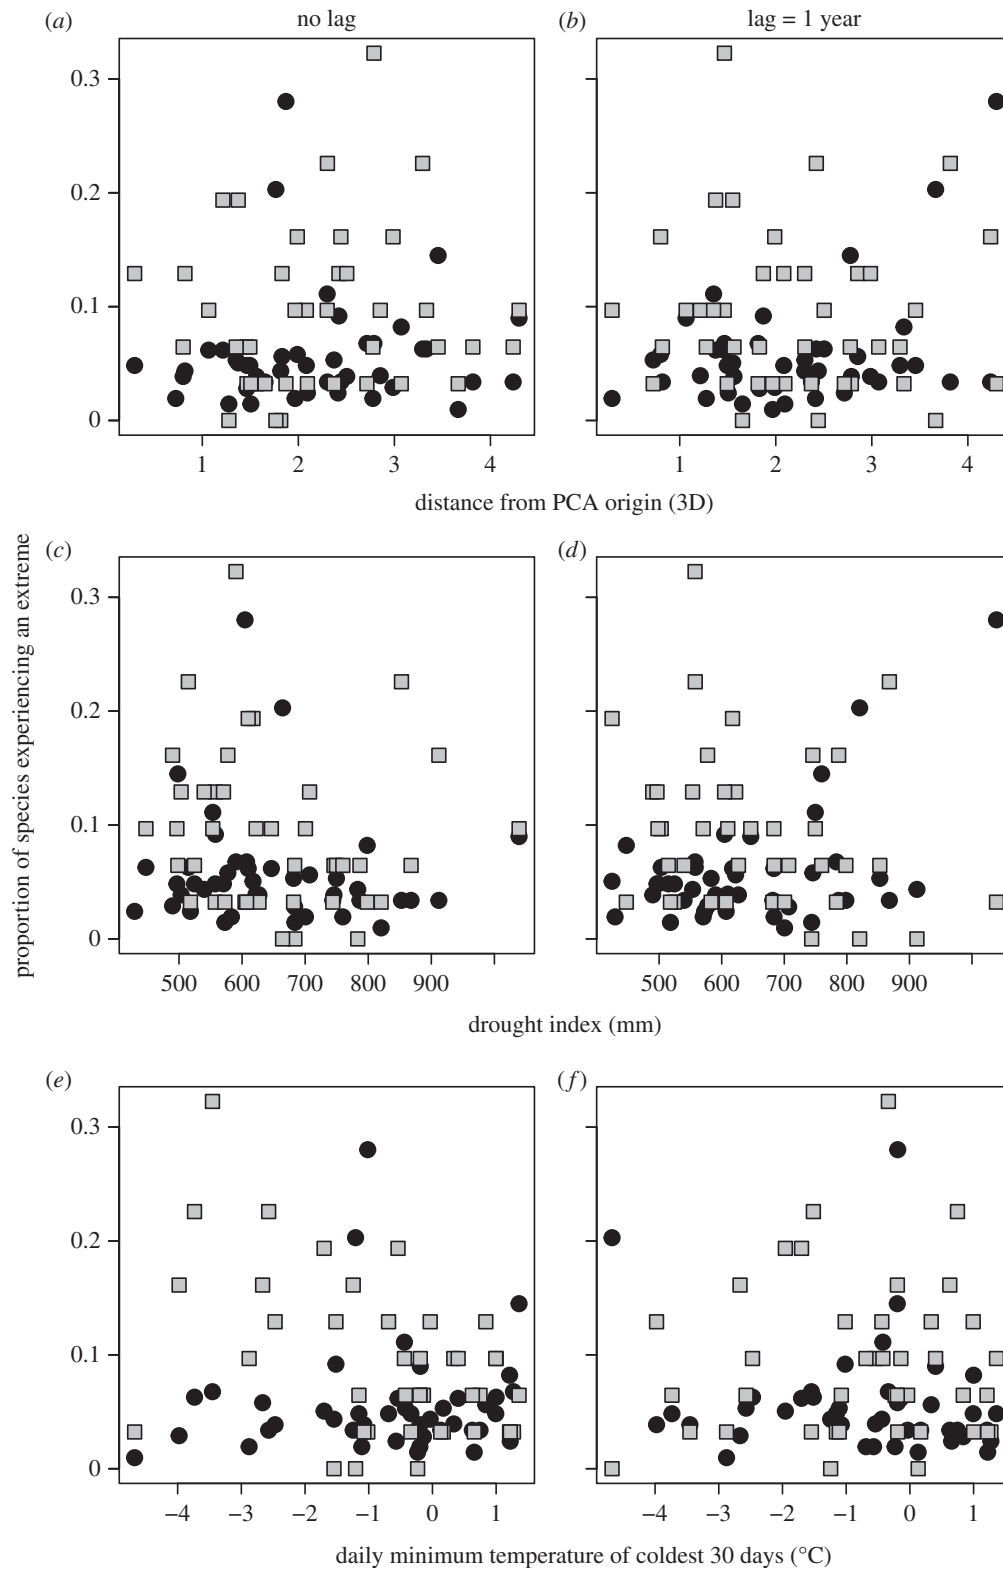 (a) no lag
(b) lag = 1 year
0.3
0.2
0.1
0
1 2 3 4
1 2 3 4
distance from PCA origin (3D)
proportion of species experiencing an extreme
(c)
(d)
0.3
0.2
0.1
0
500 600 700 800 900
500 600 700 800 900
drought index (mm)
(e)
(f)
0.3
0.2
0.1
0
−4 −3 −2 −1 0 1
−4 −3 −2 −1 0 1
daily minimum temperature of coldest 30 days (°C)